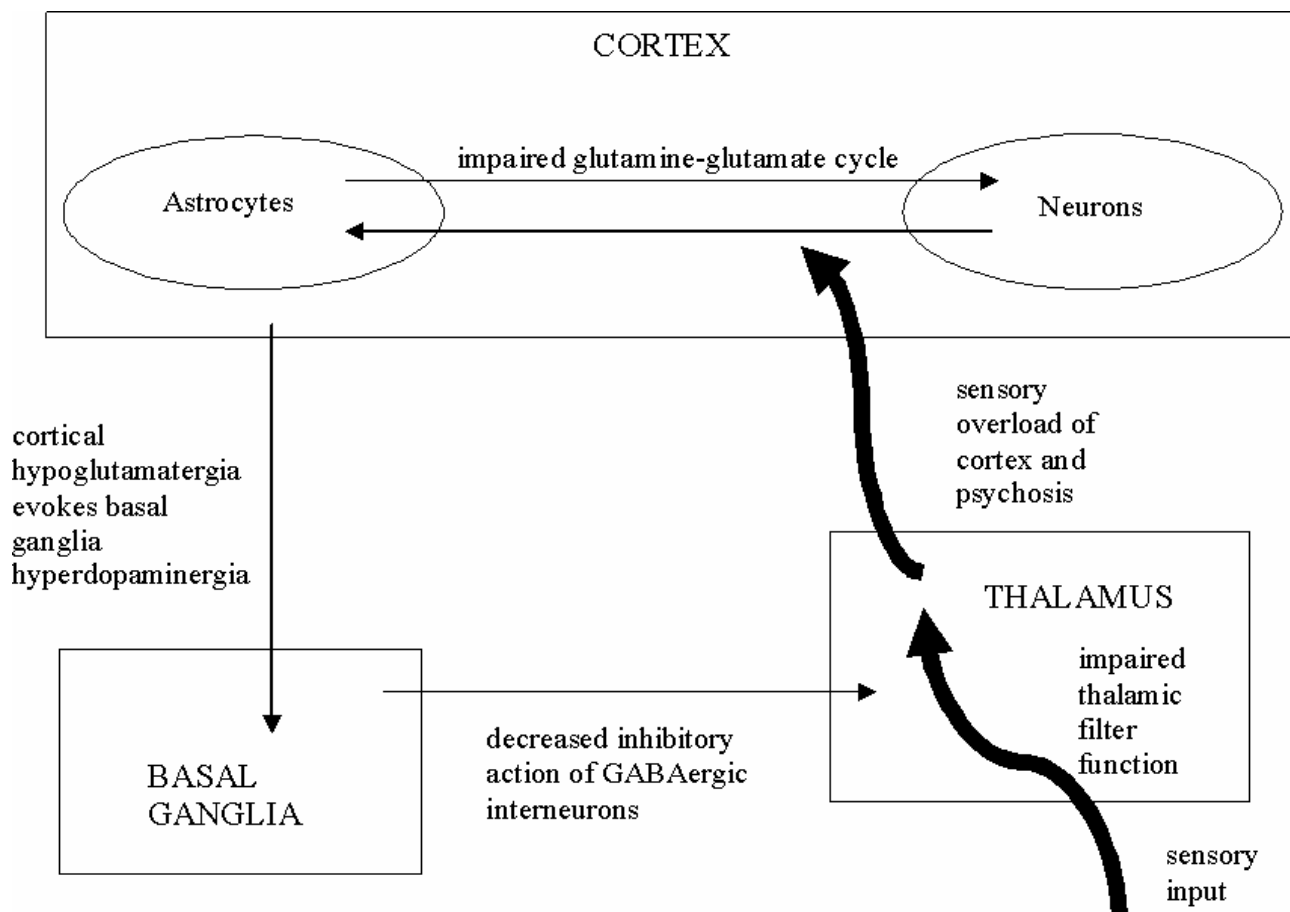 CORTEX
impaired glutamine-glutamate cycle
Astrocytes
Neurons
cortical
hypoglutamatergia
evokes basal
ganglia
hyperdopaminergia
sensory
overload of
cortex and
psychosis
THALAMUS
impaired
thalamic
filter
function
decreased inhibitory
action of GABAergic
interneurons
BASAL
GANGLIA
sensory
input